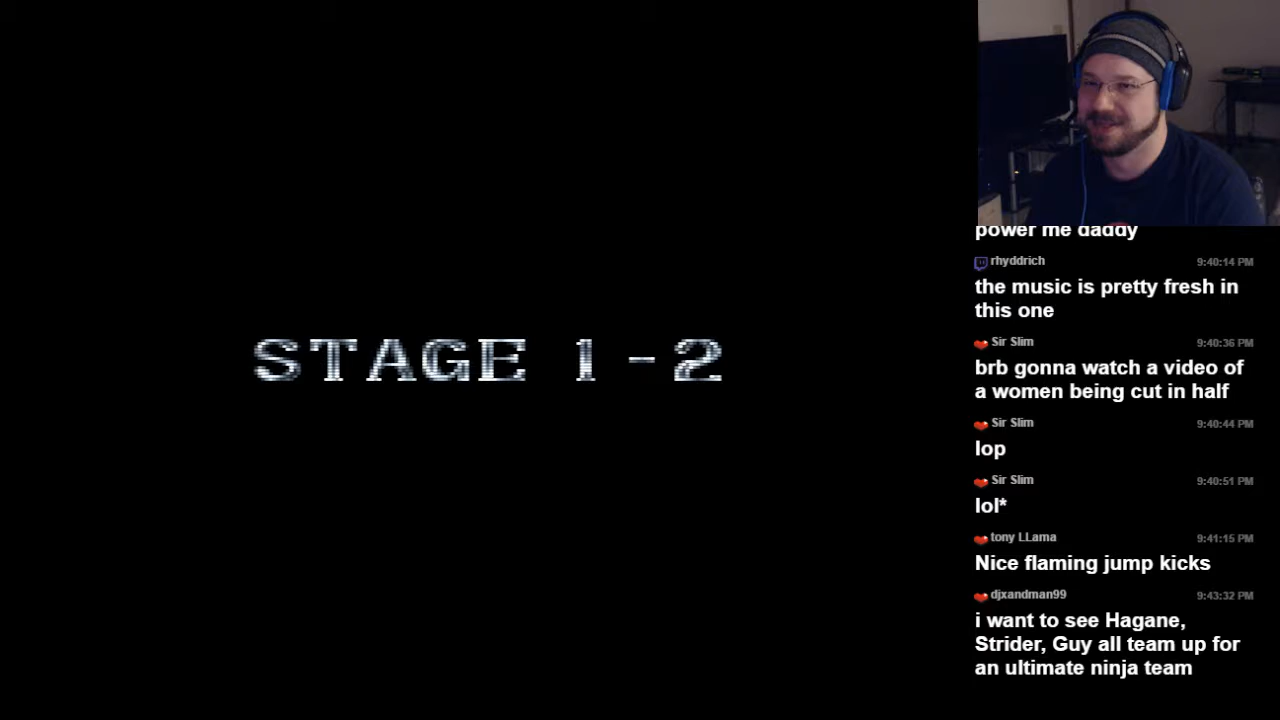 STAGE 1-2
power me daddy
rhyddrich 9:40:14 PM
the music is pretty fresh in
this one
Sir Slim 9:40:36 PM
brb gonna watch a video of
a women being cut in half
Sir Slim 9:40:44 PM
lop
Sir Slim 9:40:51 PM
lol*
tony LLama 9:41:15 PM
Nice flaming jump kicks
djxandman99 9:43:32 PM
i want to see Hagane,
Strider, Guy all team up for
an ultimate ninja team